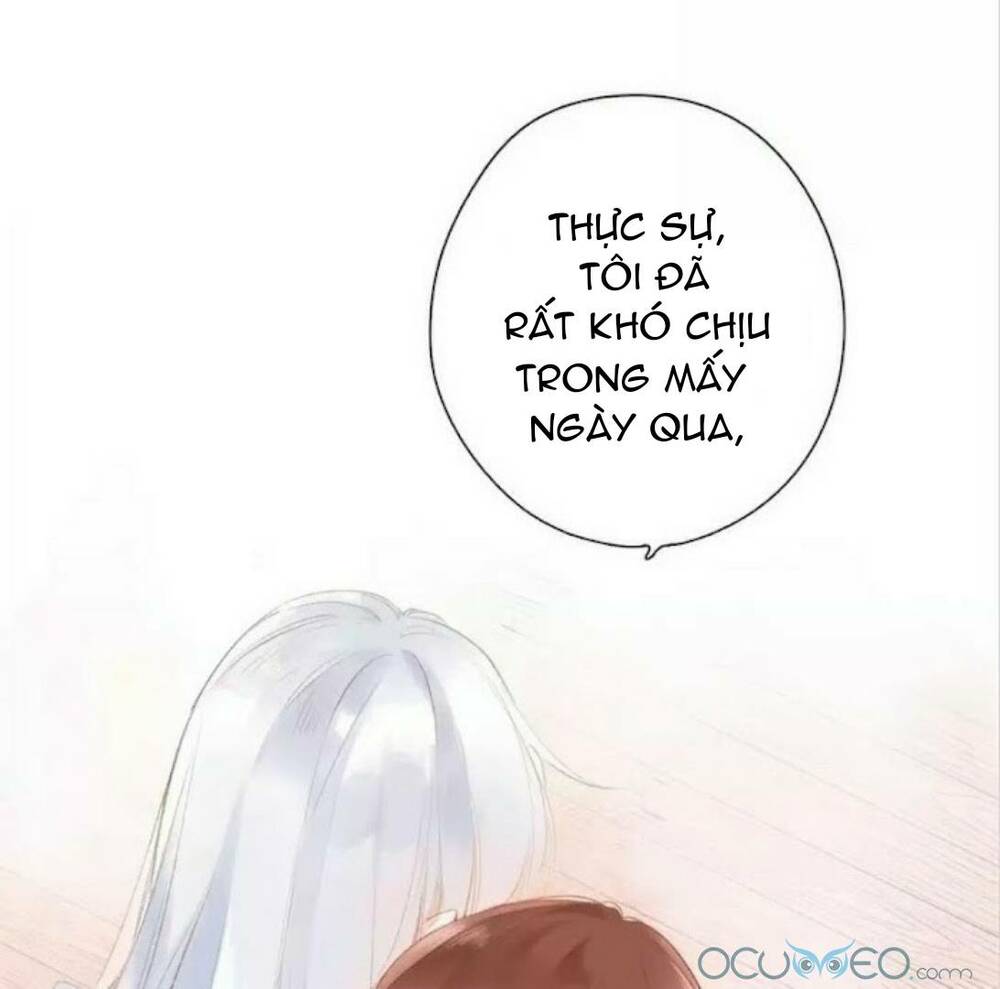 THỰC SỰ,
TÔI ĐÃ
RẤT KHÓ CHỊU
TRONG MẤY
NGÀY QUA,
OCUMEO.com